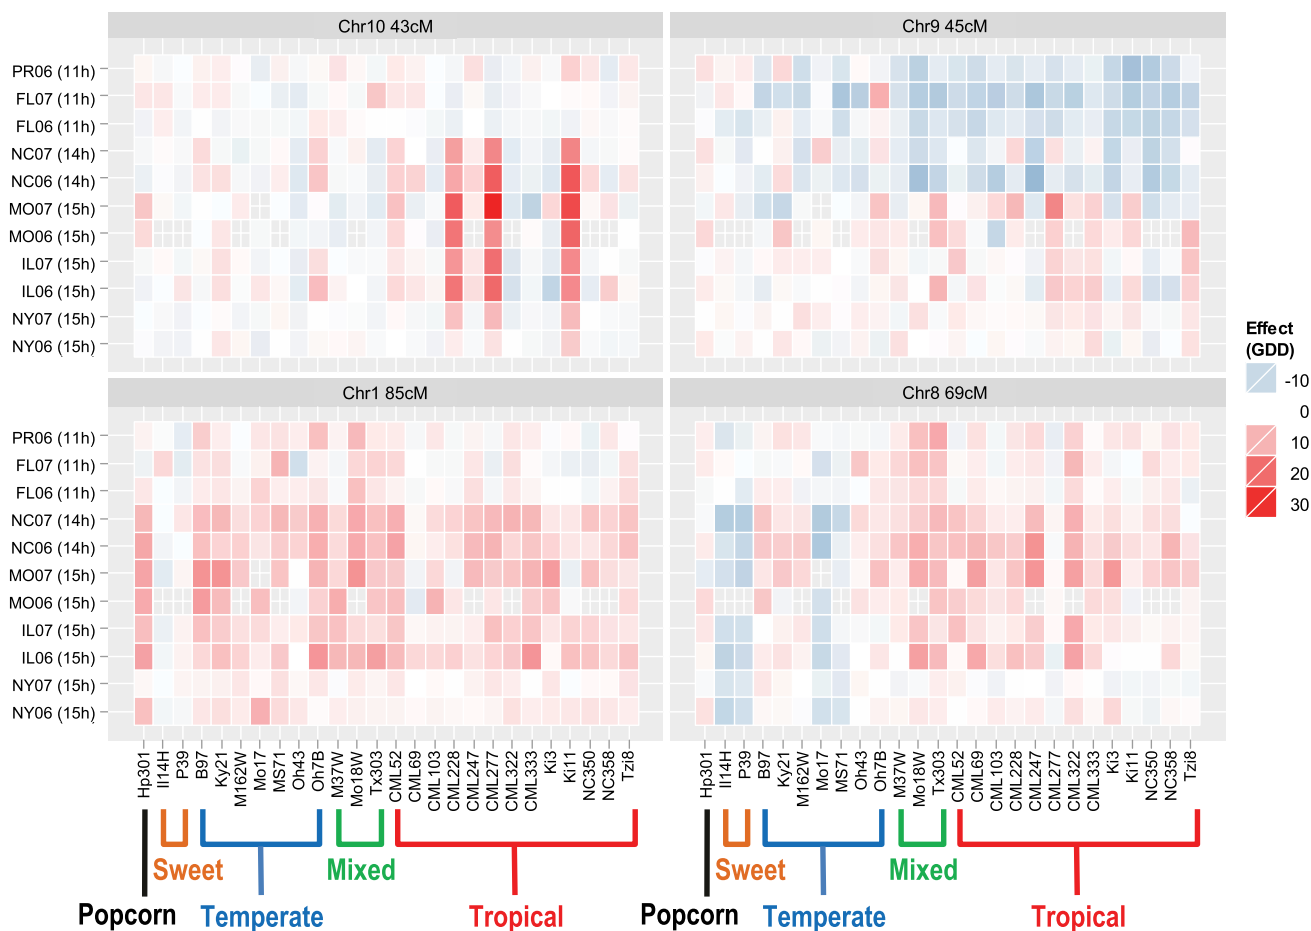 Chr10 43cM
Chr9 45cM
PR06 (11h)
FL07 (11h)
FL06 (11h)
NC07 (14h)
NC06 (14h)
MO07 (15h)
MO06 (15h)
IL07 (15h)
IL06 (15h)
NY07 (15h)
NY06 (15h)
Effect
(GDD)
-10
0
10
20
30
Chr1 85cM
Chr8 69cM
PR06 (11h)
FL07 (11h)
FL06 (11h)
NC07 (14h)
NC06 (14h)
MO07 (15h)
MO06 (15h)
IL07 (15h)
IL06 (15h)
NY07 (15h)
NY06 (15h)
Hp301
Il14H
P39
B97
Ky21
M162W
Mo17
MS71
Oh43
Oh7B
M37W
Mo18W
Tx303
CML52
CML69
CML103
CML228
CML247
CML277
CML322
CML333
Ki3
Ki11
NC350
NC358
Tzi8
Hp301
Il14H
P39
B97
Ky21
M162W
Mo17
MS71
Oh43
Oh7B
M37W
Mo18W
Tx303
CML52
CML69
CML103
CML228
CML247
CML277
CML322
CML333
Ki3
Ki11
NC350
NC358
Tzi8
Sweet
Mixed
Popcorn
Temperate
Tropical
Sweet
Mixed
Popcorn
Temperate
Tropical